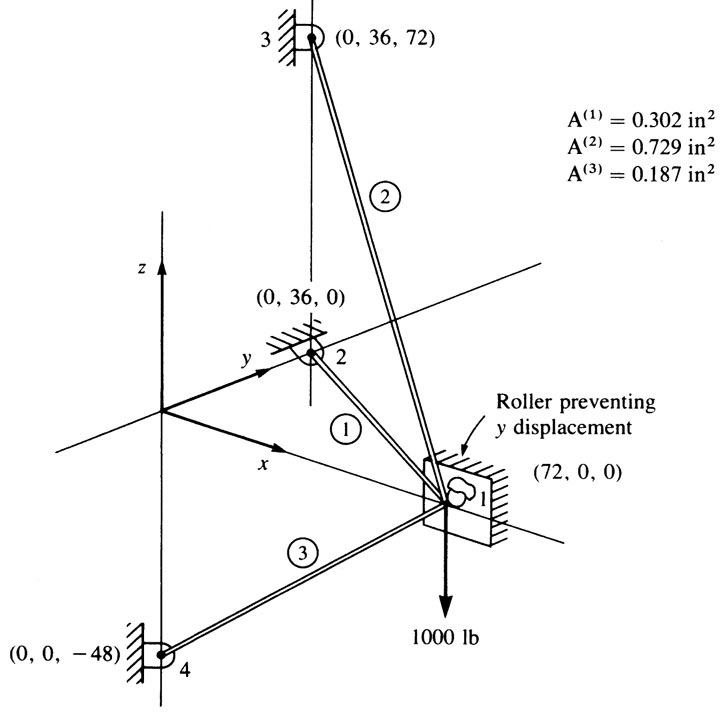 3
(0, 36, 72)
A⁽¹⁾ = 0.302 in²
A⁽²⁾ = 0.729 in²
A⁽³⁾ = 0.187 in²
2
z
(0, 36, 0)
y
2
1
x
Roller preventing
y displacement
(72, 0, 0)
1
3
1000 lb
(0, 0, −48)
4